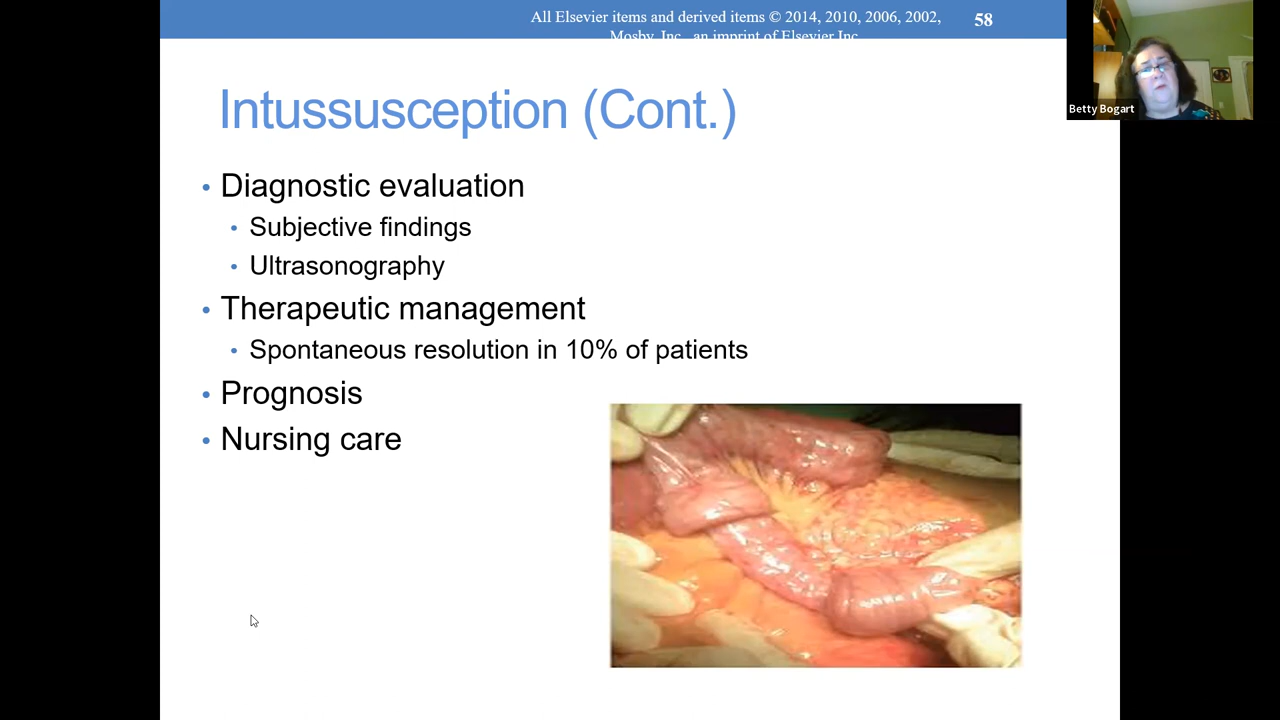 All Elsevier items and derived items © 2014, 2010, 2006, 2002,
Mosby, Inc., an imprint of Elsevier Inc.
58
Betty Bogart
Intussusception (Cont.)
• Diagnostic evaluation
• Subjective findings
• Ultrasonography
• Therapeutic management
• Spontaneous resolution in 10% of patients
• Prognosis
• Nursing care